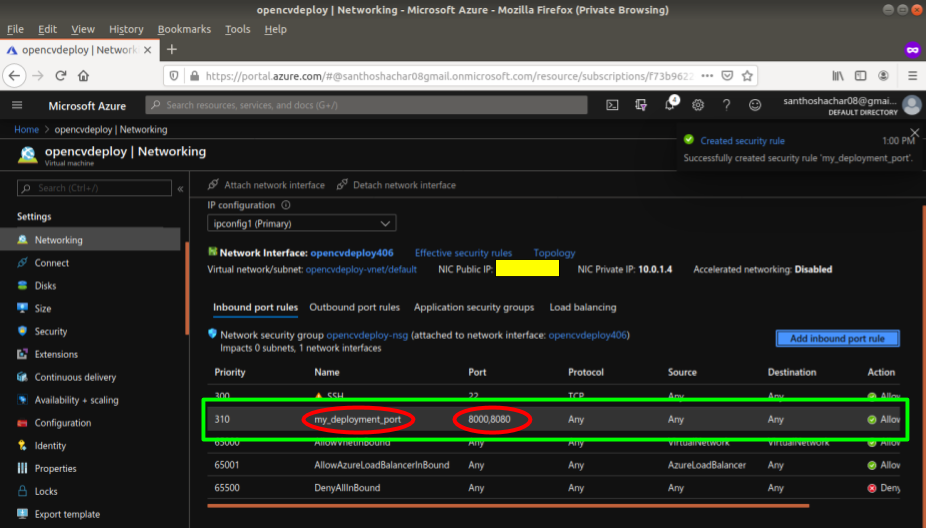 opencvdeploy | Networking - Microsoft Azure - Mozilla Firefox (Private Browsing)
File Edit View History Bookmarks Tools Help
opencvdeploy | Network
https://portal.azure.com/#@santhoshachar08gmail.onmicrosoft.com/resource/subscriptions/f73b9622
Microsoft Azure
Search resources, services, and docs (G+/)
4
santhoshachar08@gmai...
DEFAULT DIRECTORY
Home > opencvdeploy | Networking
opencvdeploy | Networking
Virtual machine
Created security rule 1:00 PM
Successfully created security rule 'my_deployment_port'.
Search (Ctrl+/)
Attach network interface Detach network interface
IP configuration
ipconfig1 (Primary)
Settings
Networking
Connect
Disks
Size
Security
Extensions
Continuous delivery
Availability + scaling
Configuration
Identity
Properties
Locks
Export template
Network Interface: opencvdeploy406 Effective security rules Topology
Virtual network/subnet: opencvdeploy-vnet/default NIC Public IP: NIC Private IP: 10.0.1.4 Accelerated networking: Disabled
Inbound port rules Outbound port rules Application security groups Load balancing
Network security group opencvdeploy-nsg (attached to network interface: opencvdeploy406)
Impacts 0 subnets, 1 network interfaces
Add inbound port rule
Priority Name Port Protocol Source Destination Action
300 SSH 22 TCP Any Any Allow
310 my_deployment_port 8000,8080 Any Any Any Allow
65000 AllowVnetInBound Any Any VirtualNetwork VirtualNetwork Allow
65001 AllowAzureLoadBalancerInBound Any Any AzureLoadBalancer Any Allow
65500 DenyAllInBound Any Any Any Any Deny